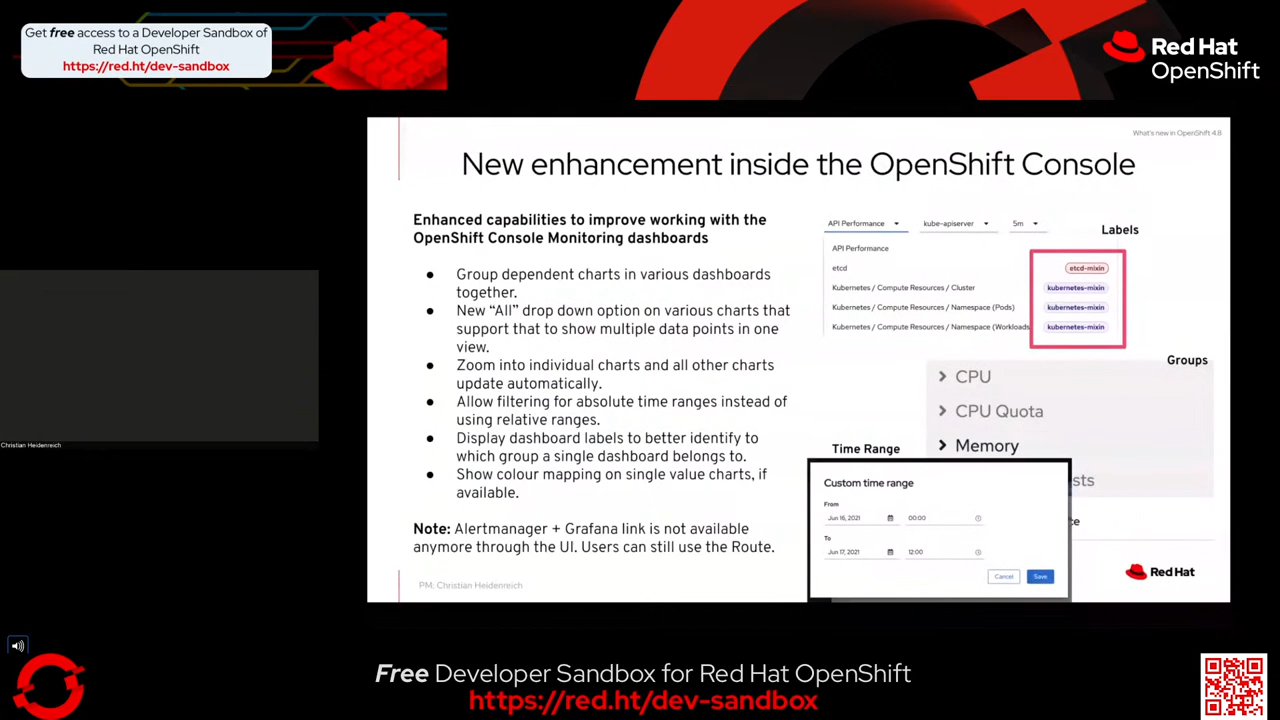 Get free access to a Developer Sandbox of
Red Hat OpenShift
https://red.ht/dev-sandbox
Red Hat
OpenShift
What's new in OpenShift 4.8
New enhancement inside the OpenShift Console
Enhanced capabilities to improve working with the
OpenShift Console Monitoring dashboards
● Group dependent charts in various dashboards
together.
● New “All” drop down option on various charts that
support that to show multiple data points in one
view.
● Zoom into individual charts and all other charts
update automatically.
● Allow filtering for absolute time ranges instead of
using relative ranges.
● Display dashboard labels to better identify to
which group a single dashboard belongs to.
● Show colour mapping on single value charts, if
available.
Note: Alertmanager + Grafana link is not available
anymore through the UI. Users can still use the Route.
PM: Christian Heidenreich
API Performance kube-apiserver 5m
Labels
API Performance
etcd etcd-mixin
Kubernetes / Compute Resources / Cluster kubernetes-mixin
Kubernetes / Compute Resources / Namespace (Pods) kubernetes-mixin
Kubernetes / Compute Resources / Namespace (Workloads kubernetes-mixin
Groups
CPU
CPU Quota
Memory
Time Range
Custom time range
From
Jun 16, 2021 00:00
To
Jun 17, 2021 12:00
Cancel Save
Red Hat
Christian Heidenreich
Free Developer Sandbox for Red Hat OpenShift
https://red.ht/dev-sandbox